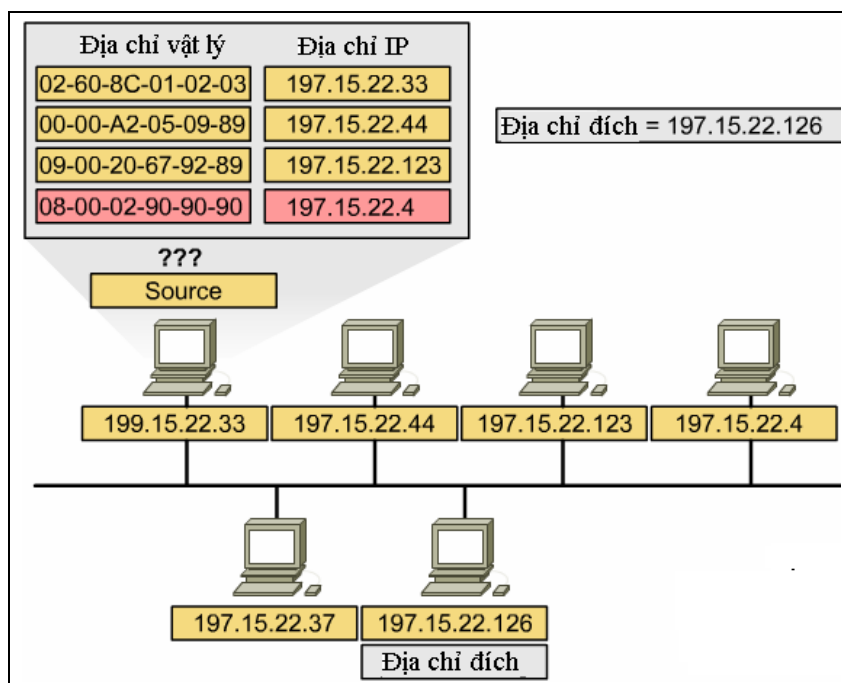 Địa chỉ vật lý Địa chỉ IP
02-60-8C-01-02-03 197.15.22.33
00-00-A2-05-09-89 197.15.22.44
09-00-20-67-92-89 197.15.22.123
08-00-02-90-90-90 197.15.22.4
Địa chỉ đích = 197.15.22.126
???
Source
199.15.22.33 197.15.22.44 197.15.22.123 197.15.22.4
197.15.22.37 197.15.22.126
Địa chỉ đích